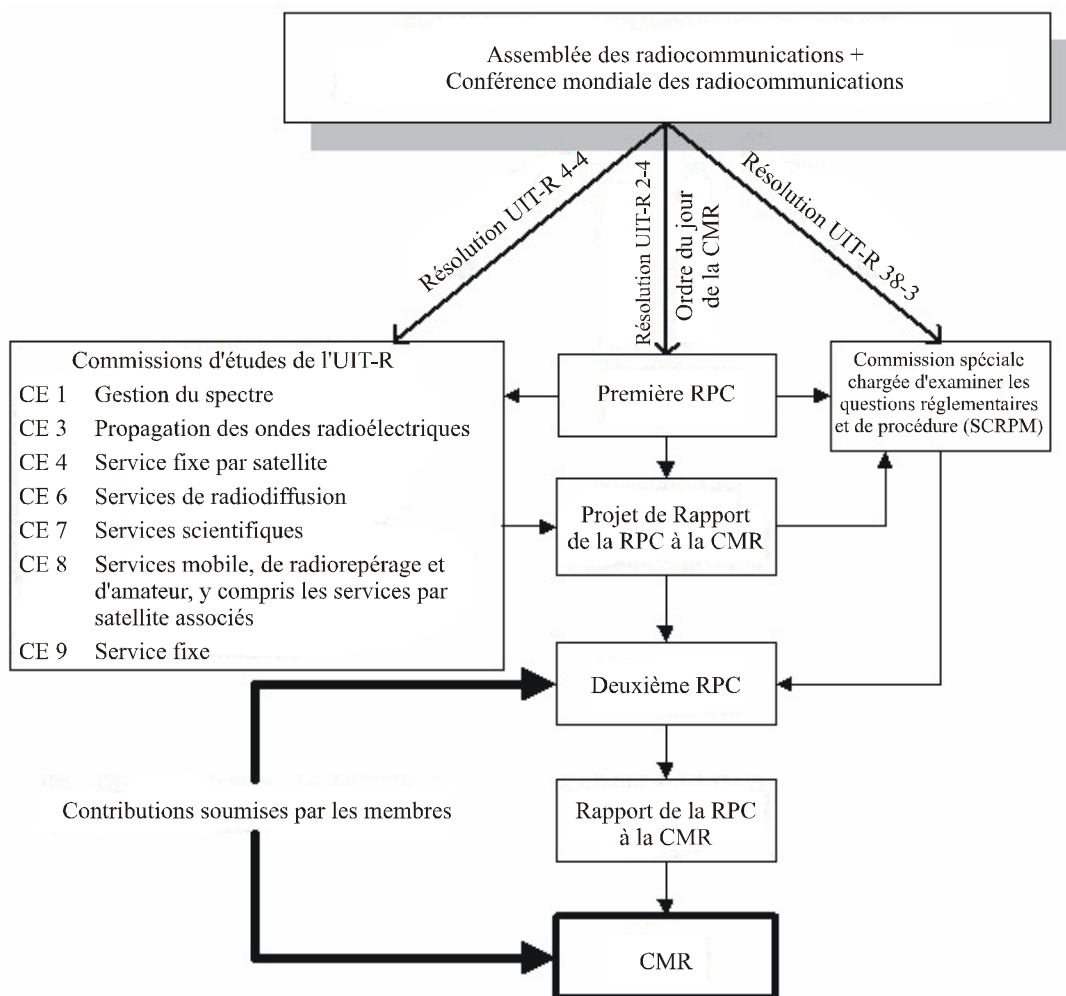 Assemblée des radiocommunications +
Conférence mondiale des radiocommunications
Résolution UIT-R 4-4
Résolution UIT-R 2-4
Ordre du jour
de la CMR
Résolution UIT-R 38-3
Commissions d'études de l'UIT-R
CE 1 Gestion du spectre
CE 3 Propagation des ondes radioélectriques
CE 4 Service fixe par satellite
CE 6 Services de radiodiffusion
CE 7 Services scientifiques
CE 8 Services mobile, de radiorepérage et
d'amateur, y compris les services par
satellite associés
CE 9 Service fixe
Première RPC
Commission spéciale
chargée d'examiner les
questions réglementaires
et de procédure (SCRPM)
Projet de Rapport
de la RPC à la CMR
Deuxième RPC
Contributions soumises par les membres
Rapport de la RPC
à la CMR
CMR